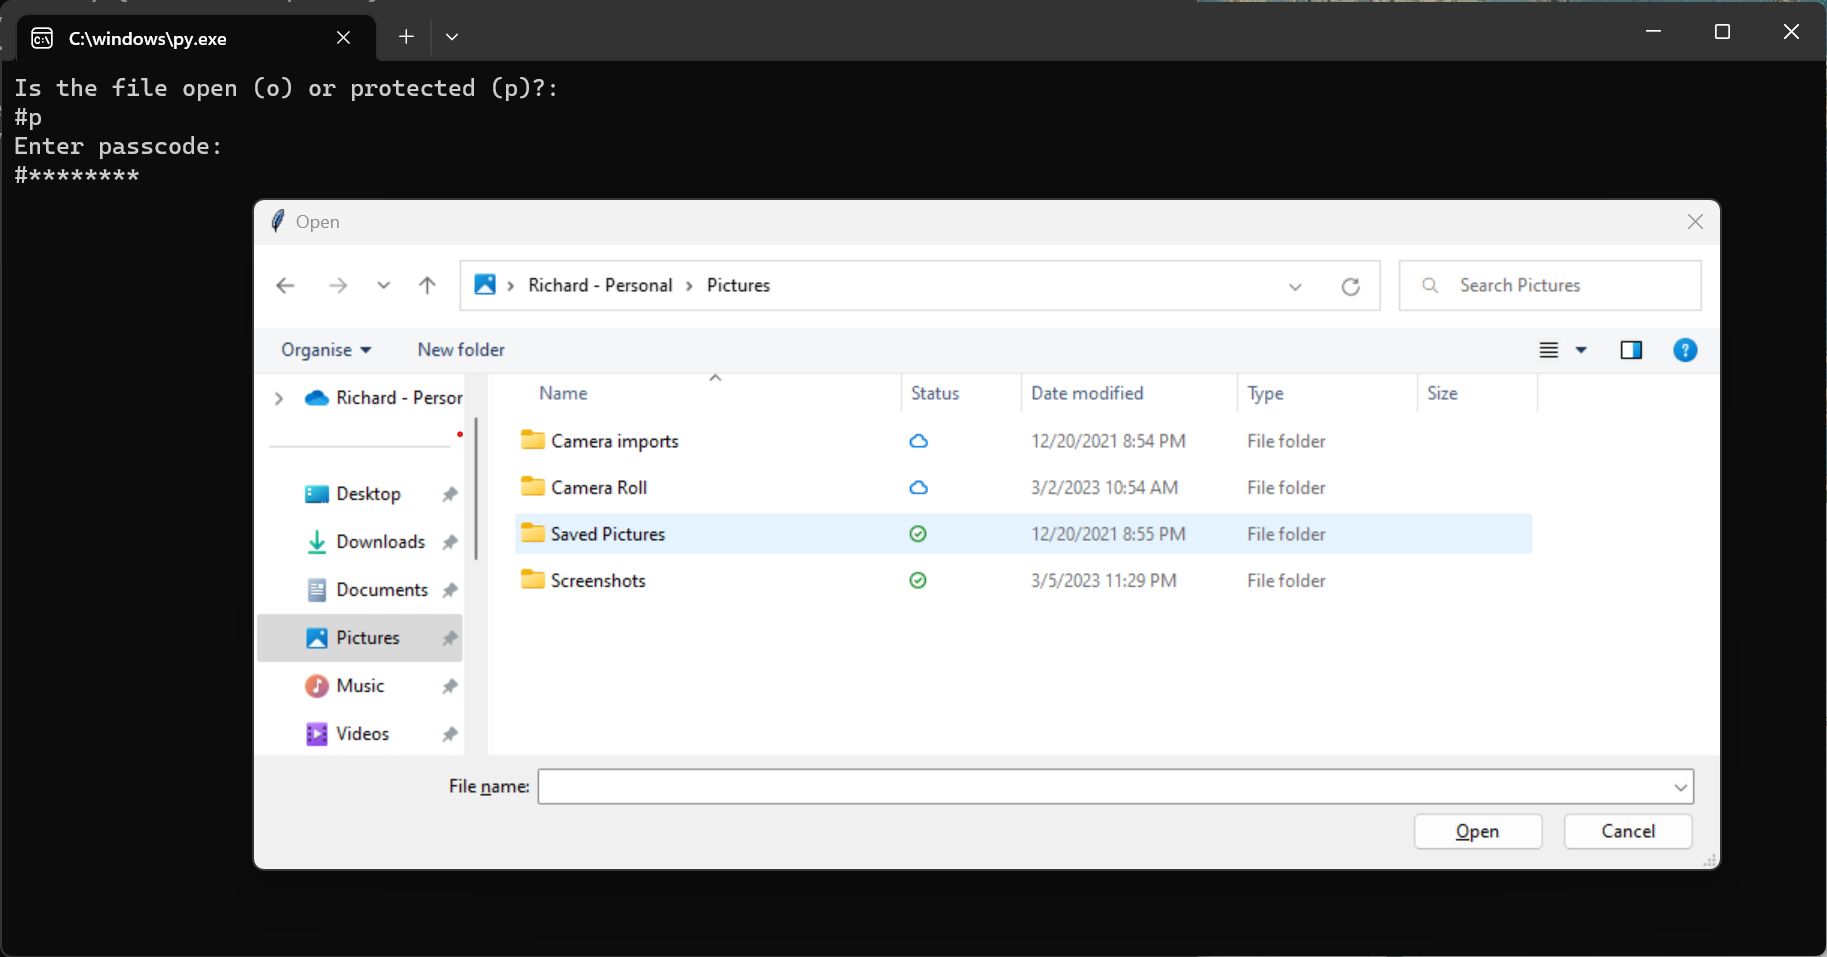 C:\windows\py.exe
Is the file open (o) or protected (p)?:
#p
Enter passcode:
#********
Open
Richard - Personal > Pictures
Search Pictures
Organise
New folder
Richard - Persor
Desktop
Downloads
Documents
Pictures
Music
Videos
Name Status Date modified Type Size
Camera imports 12/20/2021 8:54 PM File folder
Camera Roll 3/2/2023 10:54 AM File folder
Saved Pictures 12/20/2021 8:55 PM File folder
Screenshots 3/5/2023 11:29 PM File folder
File name:
Open Cancel